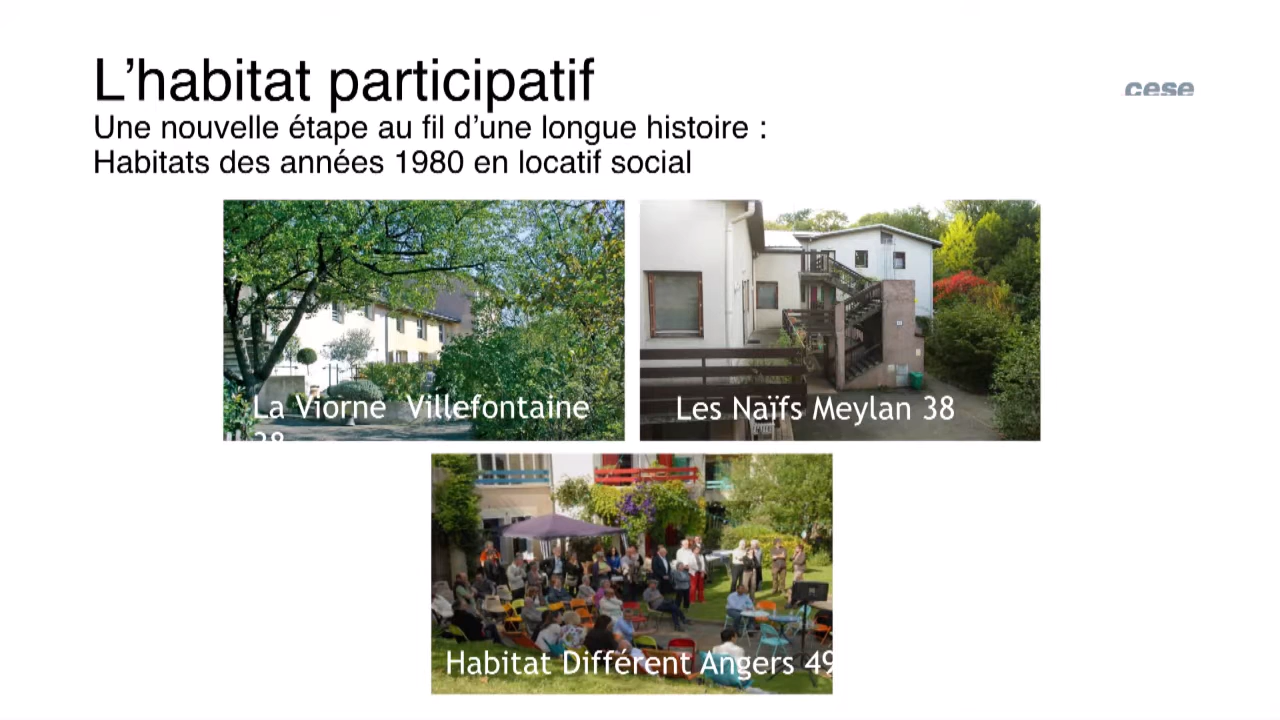 L’habitat participatif
cese
Une nouvelle étape au fil d’une longue histoire :
Habitats des années 1980 en locatif social
La Viorne Villefontaine
38
Les Naïfs Meylan 38
Habitat Différent Angers 49